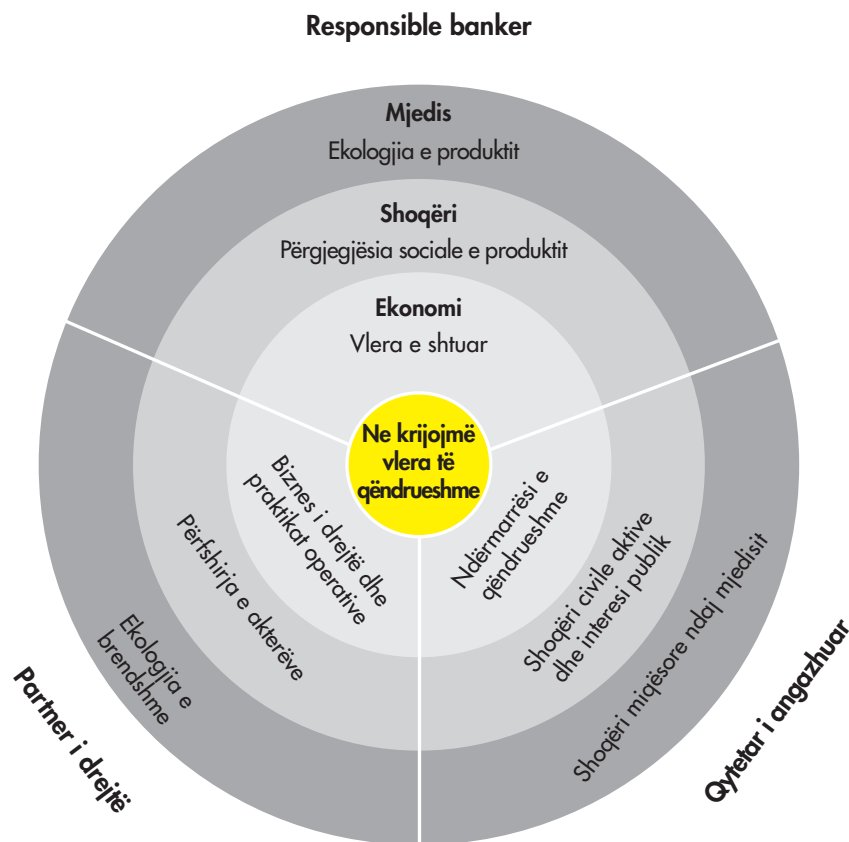 Responsible banker
Mjedis
Ekologjia e produktit
Shoqëri
Përgjegjësia sociale e produktit
Ekonomi
Vlera e shtuar
Ne krijojmë
vlera të
qëndrueshme
Biznes i drejtë dhe
praktikat operative
Përfshirja e akterëve
Ekologjia e
brendshme
Partner i drejtë
Ndërmarrësi e
qëndrueshme
Shoqëri civile aktive
dhe interesi publik
Shoqëri miqësore ndaj mjedisit
Qytetar i angazhuar